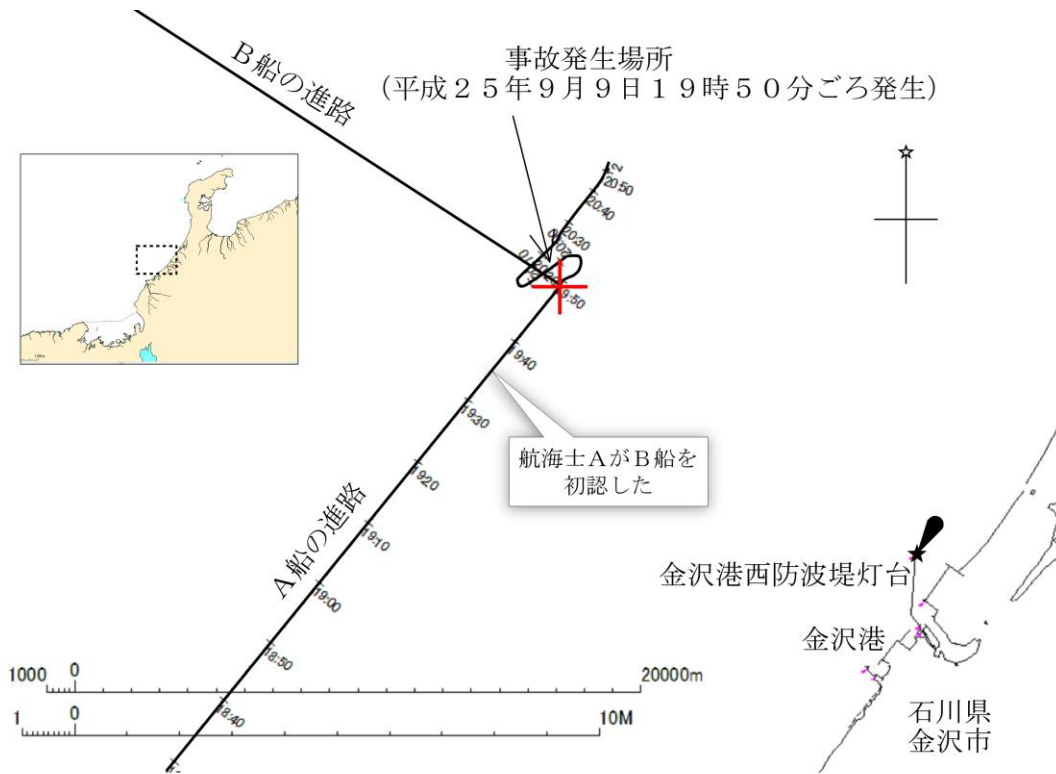 B船の進路
事故発生場所
（平成２５年９月９日１９時５０分ごろ発生）
20:50
20:40
20:30
19:50
19:40
19:30
航海士AがB船を
初認した
19:20
19:10
A船の進路
19:00
18:50
18:40
金沢港西防波堤灯台
金沢港
石川県
金沢市
1000 0 20000m
1 0 10M